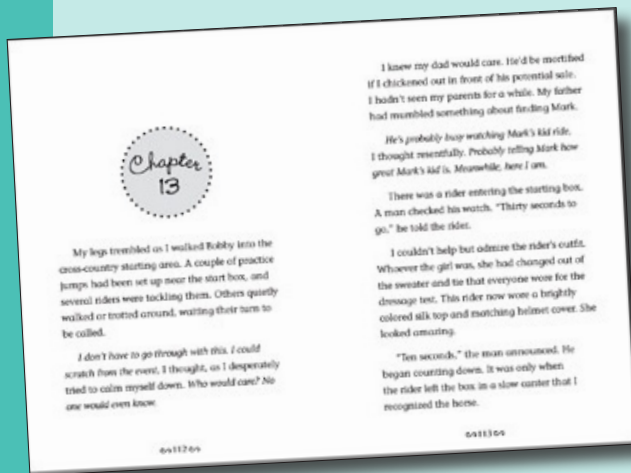 Chapter
13
My legs trembled as I walked Bobby into the
cross-country starting area. A couple of practice
jumps had been set up near the start box, and
several riders were tackling them. Others quietly
walked or trotted around, waiting their turn to
be called.
I don't have to go through with this. I could
scratch from the event, I thought, as I desperately
tried to calm myself down. Who would care? No
one would even know.
112
I knew my dad would care. He'd be mortified
if I chickened out in front of his potential sale.
I hadn't seen my parents for a while. My father
had mumbled something about finding Mark.
He's probably busy watching Mark's kid ride,
I thought resentfully. Probably telling Mark how
great Mark's kid is. Meanwhile, here I am.
There was a rider entering the starting box.
A man checked his watch. "Thirty seconds to
go," he told the rider.
I couldn't help but admire the rider's outfit.
Whoever the girl was, she had changed out of
the sweater and tie that everyone wore for the
dressage test. This rider now wore a brightly
colored silk top and matching helmet cover. She
looked amazing.
"Ten seconds," the man announced. He
began counting down. It was only when
the rider left the box in a slow canter that I
recognized the horse.
113